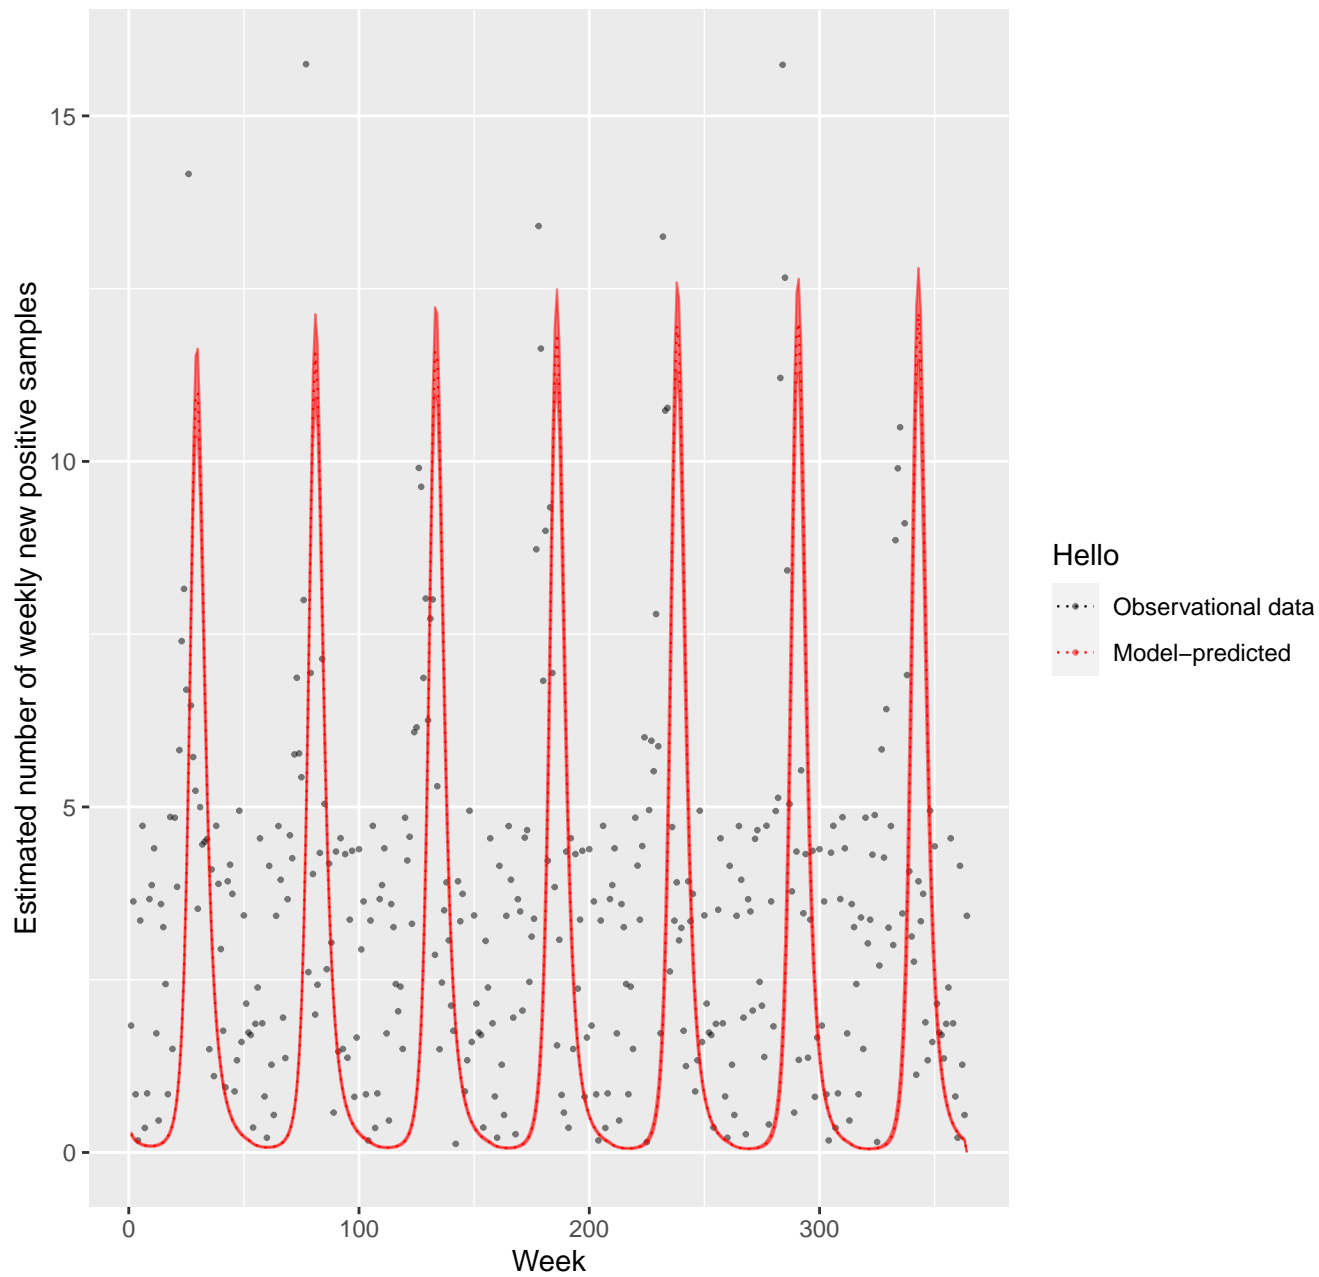 Estimated number of weekly new positive samples
15
10
5
0
0 100 200 300
Week
Hello
Observational data
Model−predicted